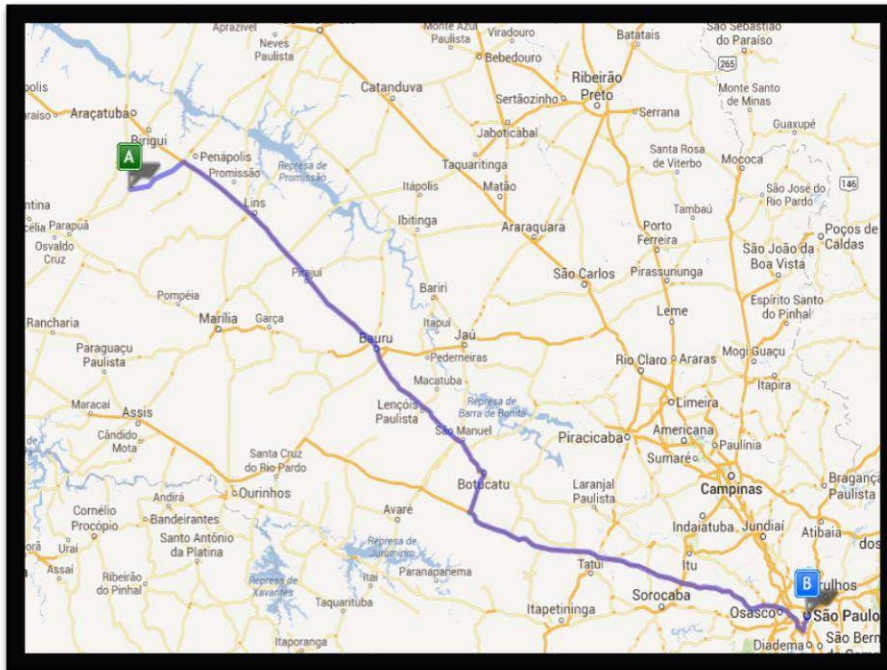 Aprazível
Neves
Paulista
Monte Azul
Paulista
Viradouro
Batatais
São Sebastião
do Paraíso
Bebedouro
Catanduva
Ribeirão
Preto
265
Araçatuba
Sertãozinho
Serrana
Monte Santo
de Minas
Birigui
Jaboticabal
Guaxupé
A
Penápolis
Represa de
Promissão
Santa Rosa
de Viterbo
Promissão
Taquaritinga
Mococa
Itápolis
Matão
São José do
Rio Pardo
146
Lins
Parapuã
Ibitinga
Tambaú
Osvaldo
Cruz
Araraquara
Porto
Ferreira
Poços de
Caldas
São João da
Boa Vista
Pirajuí
São Carlos
Pirassununga
Pompéia
Bariri
Espírito Santo
do Pinhal
Rancharia
Marília
Garça
Itapuí
Leme
Bauru
Jaú
Paraguaçu
Paulista
Pederneiras
Rio Claro
Araras
Mogi Guaçu
Macatuba
Itapira
Maracaí
Assis
Lençóis
Paulista
Represa de
Barra de Bonita
Limeira
Cândido
Mota
São Manuel
Piracicaba
Americana
Paulínia
Santa Cruz
do Rio Pardo
Sumaré
Botucatu
Laranjal
Paulista
Campinas
Bragança
Paulista
Ourinhos
Andirá
Avaré
Cornélio
Procópio
Bandeirantes
Indaiatuba
Jundiaí
Atibaia
Santo Antônio
da Platina
Represa de
Jurumirim
dos
Uraí
Tatuí
Itu
Assaí
Ribeirão
do Pinhal
Represa de
Xavantes
Itaí
Paranapanema
B
rulhos
Taquarituba
Itapetininga
Sorocaba
Osasco
São Paulo
Itaporanga
Diadema
São Bern